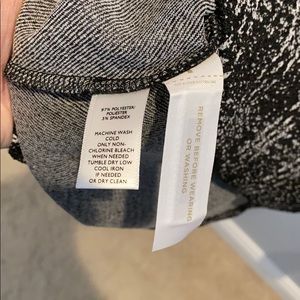 97% POLYESTER/
POLYESTER
3% SPANDEX
MACHINE WASH
COLD
ONLY NON-
CHLORINE BLEACH
WHEN NEEDED
TUMBLE DRY LOW
COOL IRON
IF NEEDED
OR DRY CLEAN
REMOVE BEFORE WEARING
OR WASHING